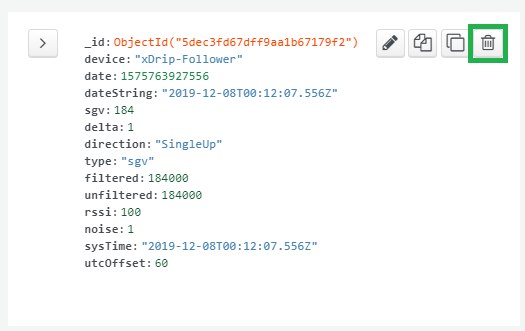 _id:ObjectId("5dec3fd67dff9aa1b67179f2")
device:"xDrip-Follower"
date:1575763927556
dateString:"2019-12-08T00:12:07.556Z"
sgv:184
delta:1
direction:"SingleUp"
type:"sgv"
filtered:184000
unfiltered:184000
rssi:100
noise:1
sysTime:"2019-12-08T00:12:07.556Z"
utcOffset:60